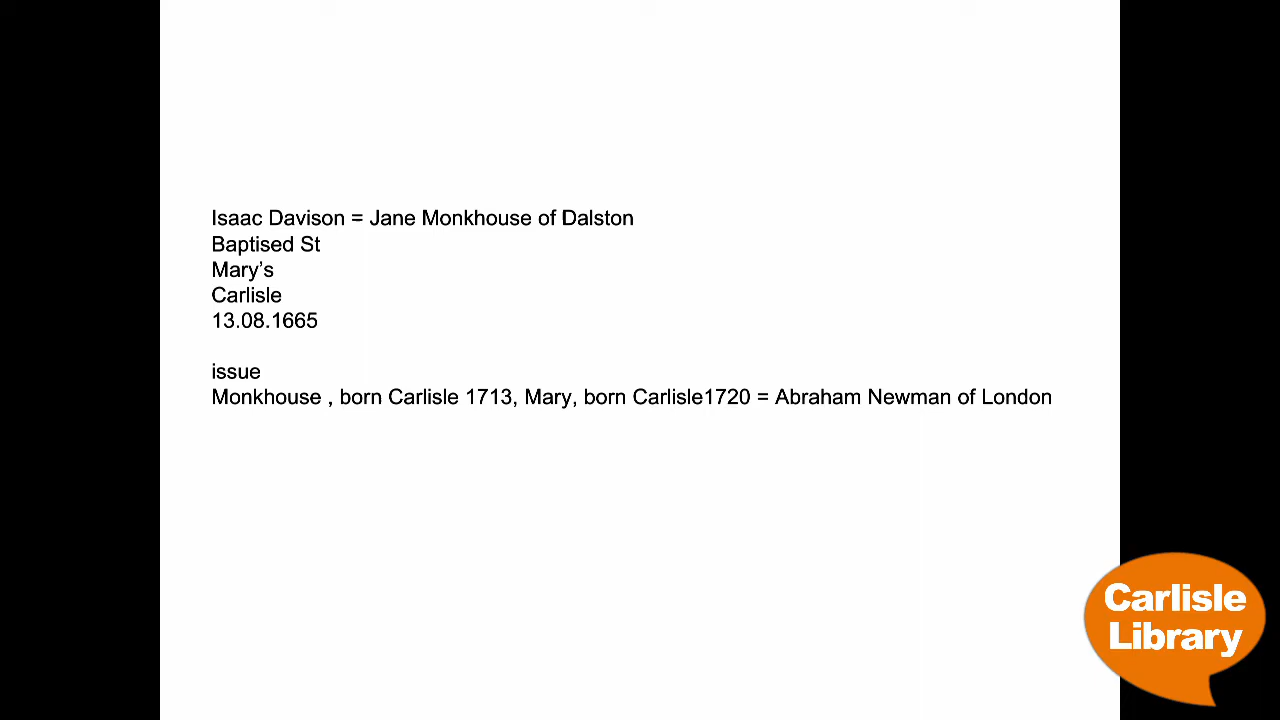 Isaac Davison = Jane Monkhouse of Dalston
Baptised St
Mary’s
Carlisle
13.08.1665
issue
Monkhouse , born Carlisle 1713, Mary, born Carlisle1720 = Abraham Newman of London
Carlisle
Library